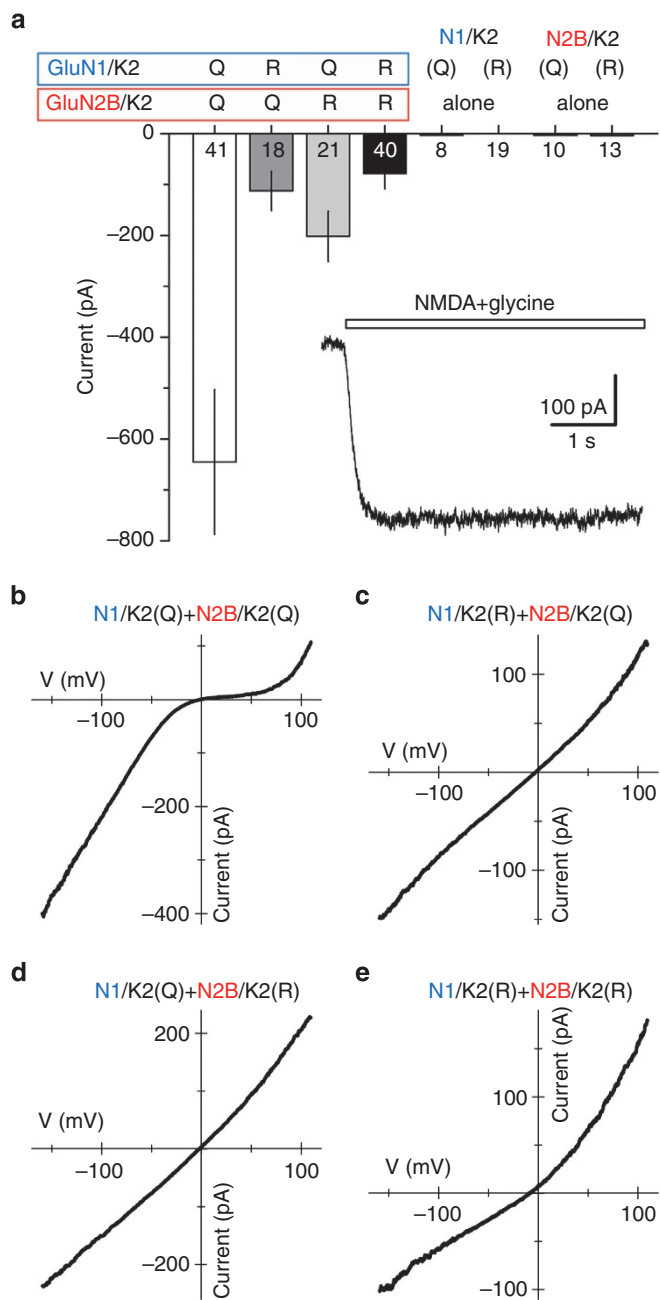 a
N1/K2 N2B/K2
GluN1/K2 Q R Q R (Q) (R) (Q) (R)
GluN2B/K2 Q Q R R alone alone
0
41 18 21 40 8 19 10 13
−200
−400
−600
−800
Current (pA)
NMDA+glycine
100 pA
1 s
b
N1/K2(Q)+N2B/K2(Q)
V (mV)
−100 100
−200
−400
Current (pA)
c
N1/K2(R)+N2B/K2(Q)
100
V (mV)
−100 100
−100
Current (pA)
d
N1/K2(Q)+N2B/K2(R)
200
V (mV)
−100 100
−200
Current (pA)
e
N1/K2(R)+N2B/K2(R)
Current (pA)
100
V (mV)
−100 100
−100